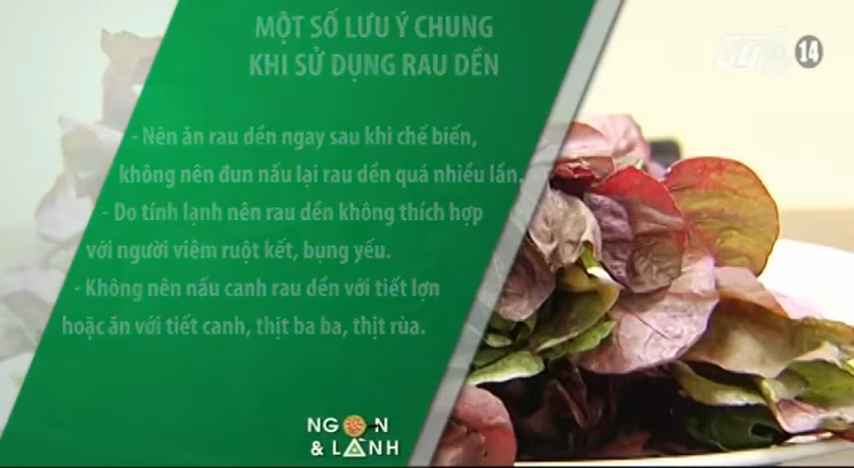 MỘT SỐ LƯU Ý CHUNG
KHI SỬ DỤNG RAU DỀN
- Nên ăn rau dền ngay sau khi chế biến,
không nên đun nấu lại rau dền quá nhiều lần.
- Do tính lạnh nên rau dền không thích hợp
với người viêm ruột kết, bụng yếu.
- Không nên nấu canh rau dền với tiết lợn
hoặc ăn với tiết canh, thịt ba ba, thịt rùa.
NGON
& LÀNH
14